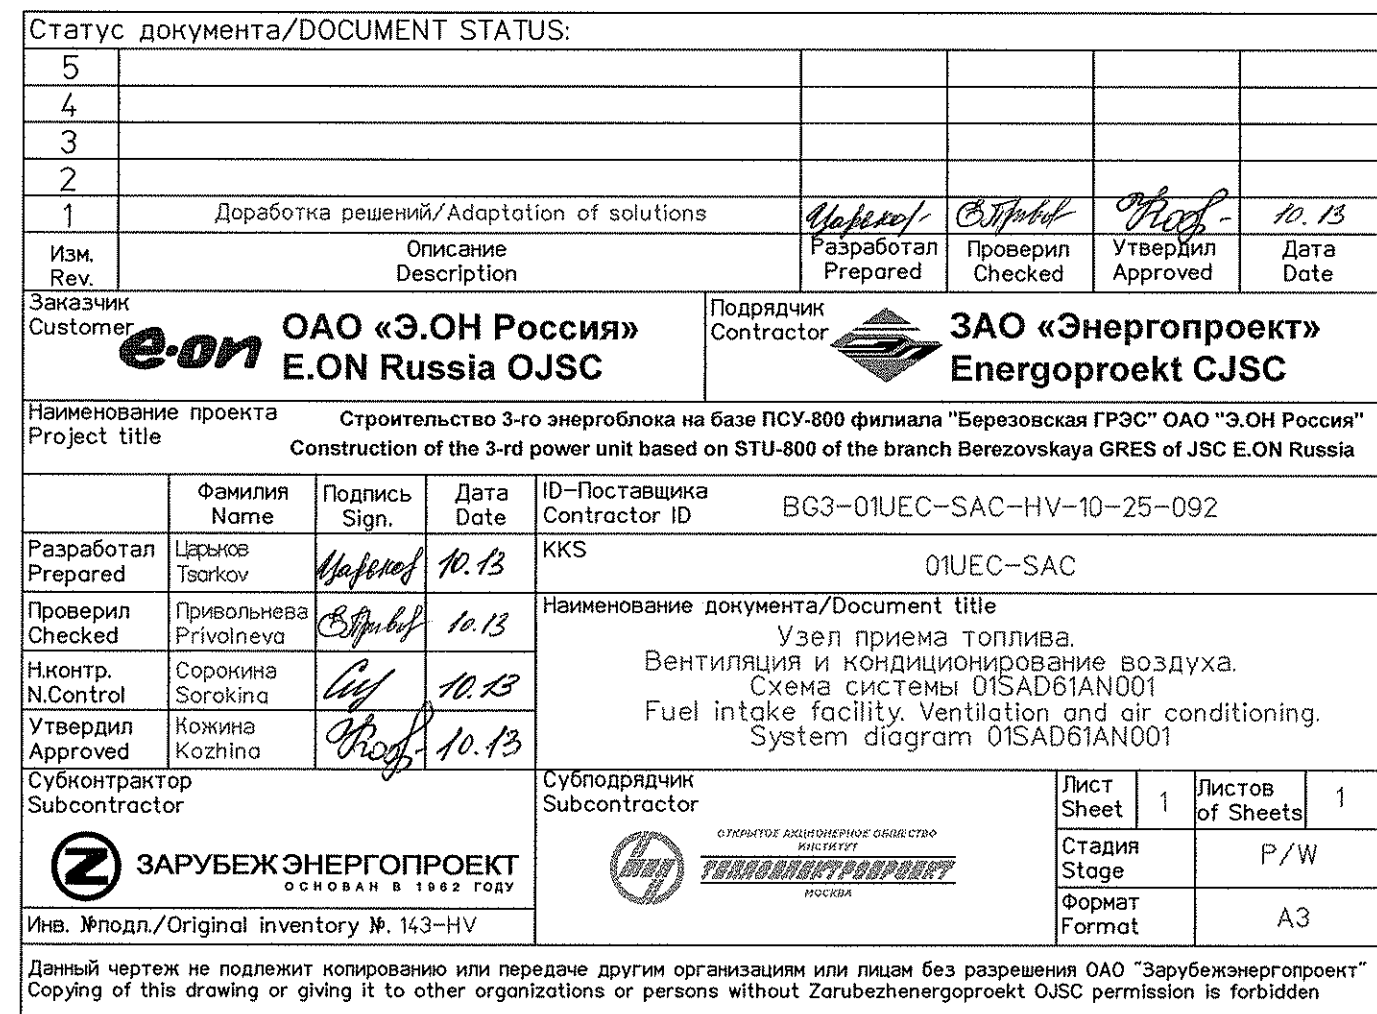 Статус документа/DOCUMENT STATUS:
5
4
3
2
1 Доработка решений/Adaptation of solutions 10.13
Изм. Описание Разработал Проверил Утвердил Дата
Rev. Description Prepared Checked Approved Date
Заказчик
Customer
e·on
ОАО «Э.ОН Россия»
E.ON Russia OJSC
Подрядчик
Contractor
ЗАО «Энергопроект»
Energoproekt CJSC
Наименование проекта
Project title
Строительство 3-го энергоблока на базе ПСУ-800 филиала "Березовская ГРЭС" ОАО "Э.ОН Россия"
Construction of the 3-rd power unit based on STU-800 of the branch Berezovskaya GRES of JSC E.ON Russia
Фамилия Подпись Дата
Name Sign. Date
ID-Поставщика
Contractor ID
BG3-01UEC-SAC-HV-10-25-092
Разработал Царьков
Prepared Tsarkov
Царьков 10.13
KKS
01UEC-SAC
Проверил Привольнева
Checked Privalneva
10.13
Н.контр. Сорокина
N.Control Sorokina
10.13
Утвердил Кожина
Approved Kozhina
10.13
Наименование документа/Document title
Узел приема топлива.
Вентиляция и кондиционирование воздуха.
Схема системы 01SAD61AN001
Fuel intake facility. Ventilation and air conditioning.
System diagram 01SAD61AN001
Субконтрактор
Subcontractor
ЗАРУБЕЖЭНЕРГОПРОЕКТ
ОСНОВАН В 1962 ГОДУ
Инв. №подл./Original inventory №. 143-HV
Субподрядчик
Subcontractor
ОТКРЫТОЕ АКЦИОНЕРНОЕ ОБЩЕСТВО
ИНСТИТУТ
ТЕПЛОЭЛЕКТРОПРОЕКТ
МОСКВА
Лист 1 Листов 1
Sheet of Sheets
Стадия
Stage
P/W
Формат
Format
A3
Данный чертеж не подлежит копированию или передаче другим организациям или лицам без разрешения ОАО "Зарубежэнергопроект"
Copying of this drawing or giving it to other organizations or persons without Zarubezhenergoproekt OJSC permission is forbidden